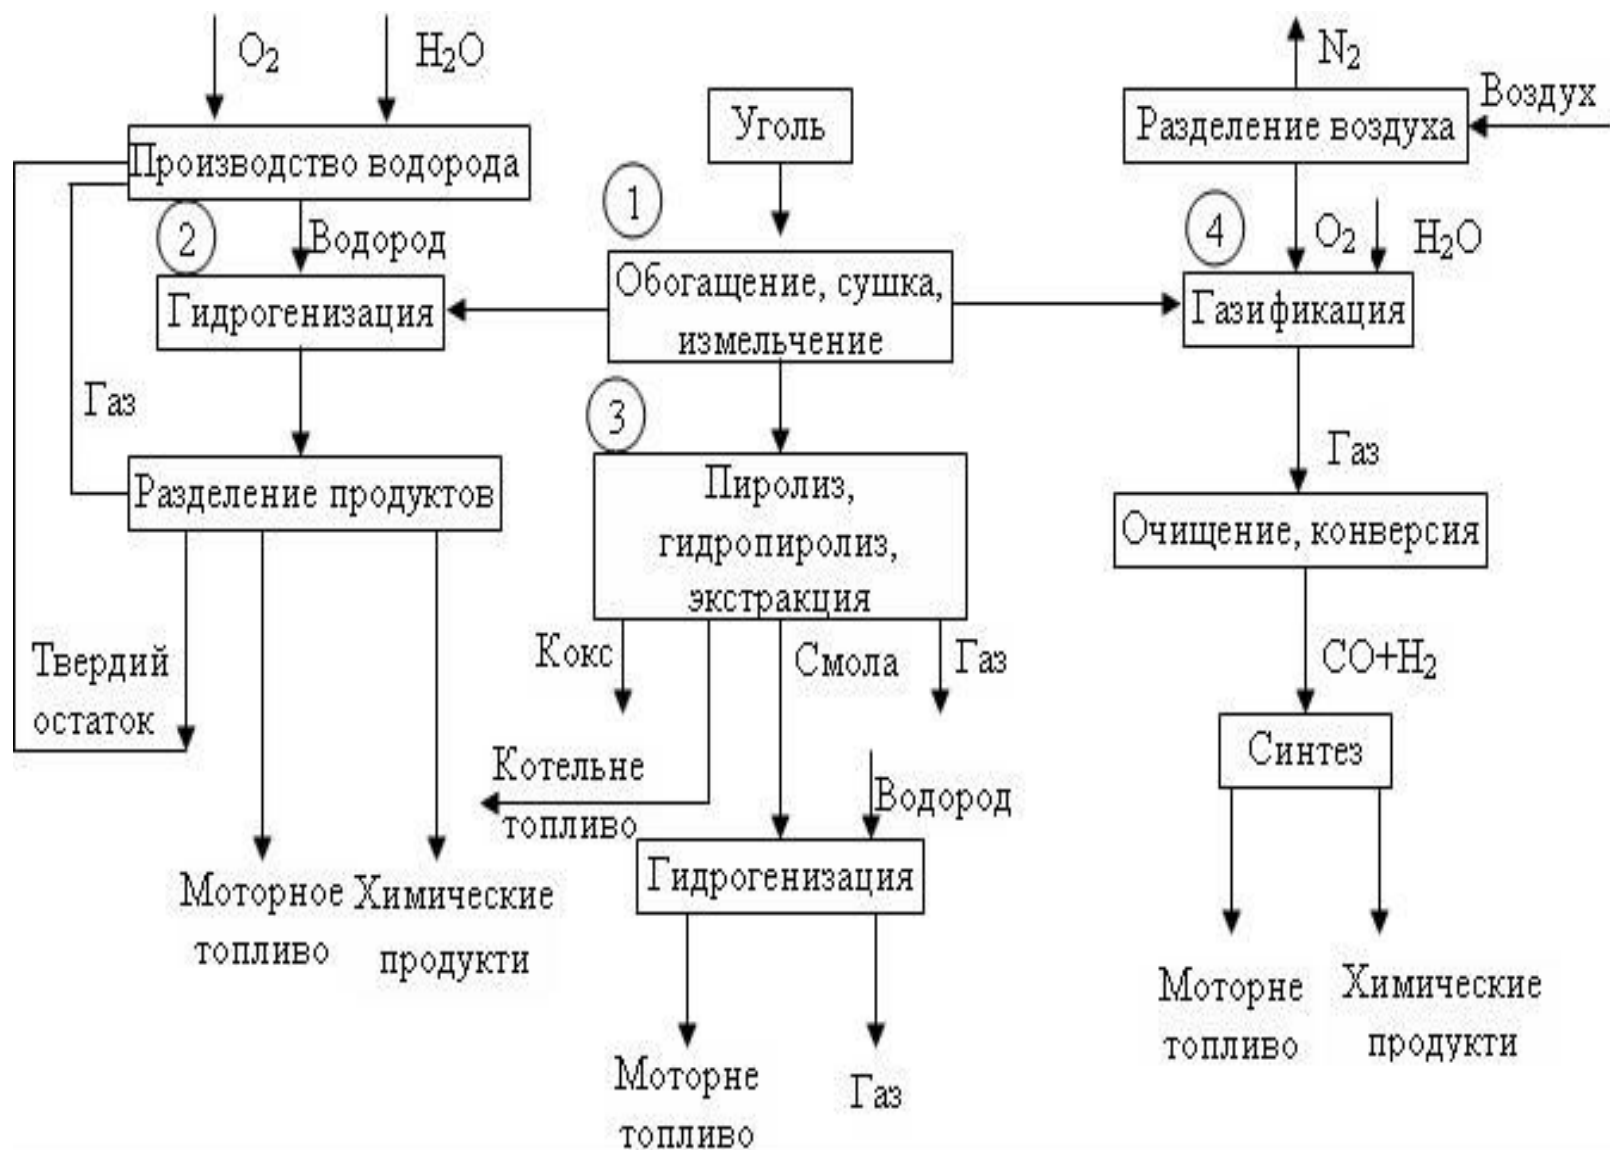 O₂
H₂O
Производство водорода
2
Водород
Гидрогенизация
Газ
Разделение продуктов
Твердий
остаток
Моторное
топливо
Химические
продукти
Уголь
1
Обогащение, сушка,
измельчение
3
Пиролиз,
гидропиролиз,
экстракция
Кокс
Смола
Газ
Котельне
топливо
Водород
Гидрогенизация
Моторне
топливо
Газ
N₂
Воздух
Разделение воздуха
4
O₂
H₂O
Газификация
Газ
Очищение, конверсия
CO+H₂
Синтез
Моторне
топливо
Химические
продукти